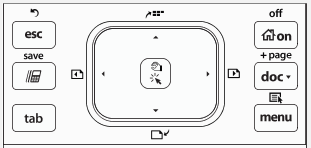 off
esc
on
save
+ page
doc
tab
menu